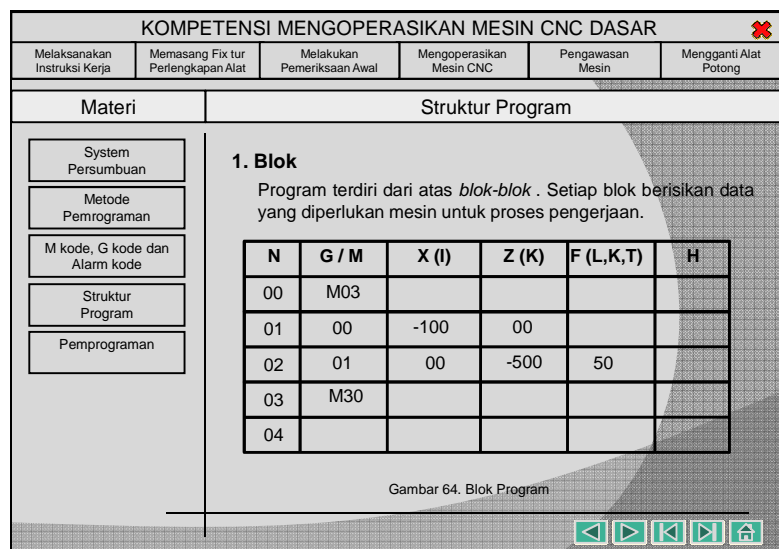 KOMPETENSI MENGOPERASIKAN MESIN CNC DASAR
Melaksanakan
Instruksi Kerja
Memasang Fix tur
Perlengkapan Alat
Melakukan
Pemeriksaan Awal
Mengoperasikan
Mesin CNC
Pengawasan
Mesin
Mengganti Alat
Potong
Materi
Struktur Program
System
Persumbuan
Metode
Pemrograman
M kode, G kode dan
Alarm kode
Struktur
Program
Pemprograman
1. Blok
Program terdiri dari atas blok-blok . Setiap blok berisikan data
yang diperlukan mesin untuk proses pengerjaan.
N G / M X (I) Z (K) F (L,K,T) H
00 M03
01 00 -100 00
02 01 00 -500 50
03 M30
04
Gambar 64. Blok Program